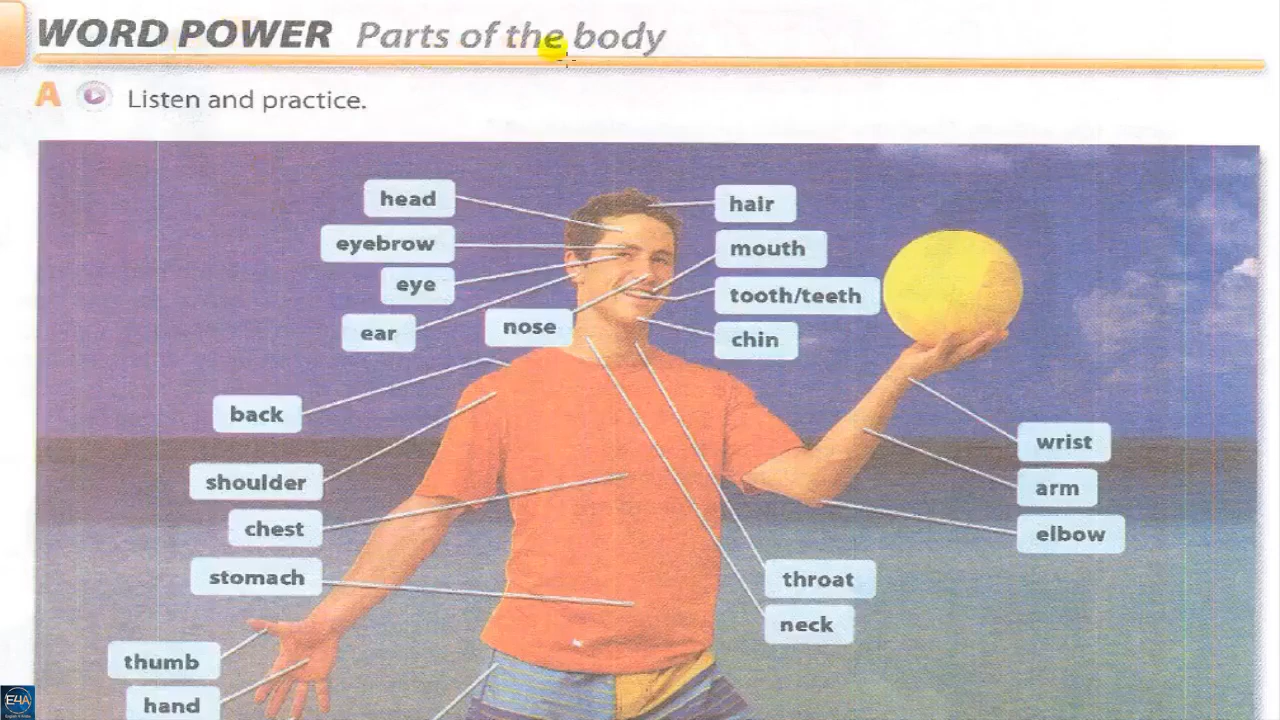 WORD POWER Parts of the body
A Listen and practice.
head
hair
eyebrow
mouth
eye
tooth/teeth
ear
nose
chin
back
wrist
shoulder
arm
chest
elbow
stomach
throat
neck
thumb
hand
E4A